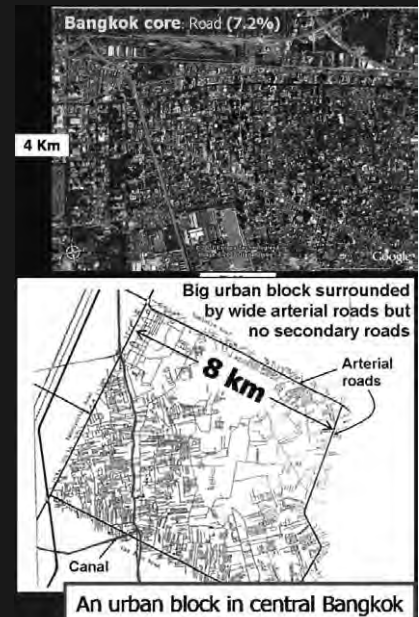 Bangkok core: Road (7.2%)
4 Km
Google
Big urban block surrounded
by wide arterial roads but
no secondary roads
Arterial
roads
8 km
Canal
An urban block in central Bangkok